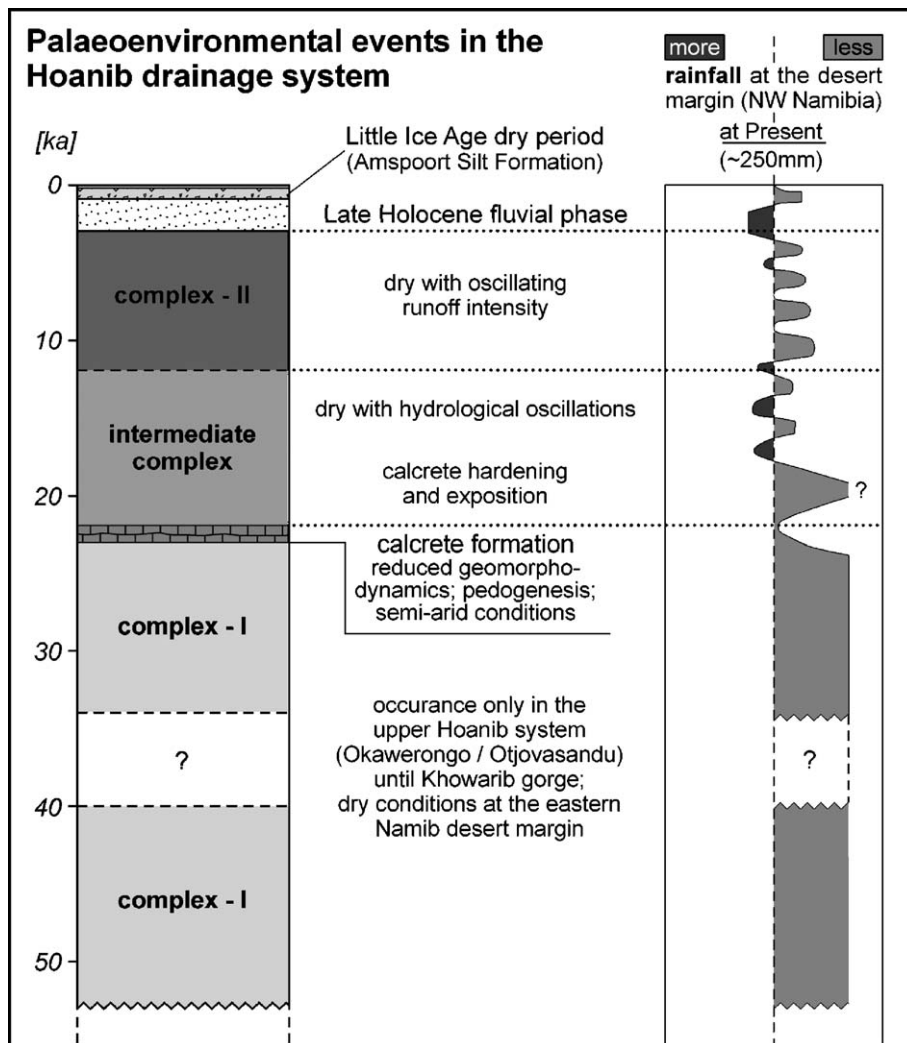 Palaeoenvironmental events in the
Hoanib drainage system
more
less
rainfall at the desert
margin (NW Namibia)
at Present
(~250mm)
[ka]
Little Ice Age dry period
(Amspoort Silt Formation)
0
Late Holocene fluvial phase
complex - II
dry with oscillating
runoff intensity
10
dry with hydrological oscillations
intermediate
complex
calcrete hardening
and exposition
20
?
calcrete formation
reduced geomorpho-
dynamics; pedogenesis;
semi-arid conditions
complex - I
30
occurance only in the
upper Hoanib system
(Okawerongo / Otjovasandu)
until Khowarib gorge;
dry conditions at the eastern
Namib desert margin
?
?
40
complex - I
50